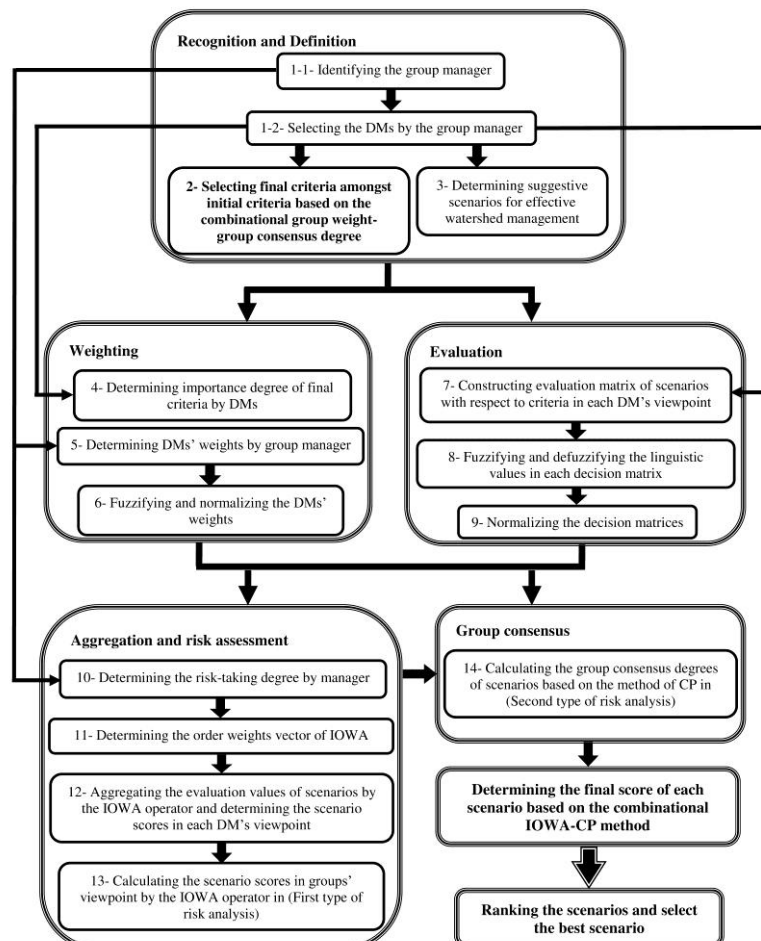 Recognition and Definition
1-1- Identifying the group manager
1-2- Selecting the DMs by the group manager
2- Selecting final criteria amongst
initial criteria based on the
combinational group weight-
group consensus degree
3- Determining suggestive
scenarios for effective
watershed management
Weighting
4- Determining importance degree of final
criteria by DMs
5- Determining DMs' weights by group manager
6- Fuzzifying and normalizing the DMs'
weights
Evaluation
7- Constructing evaluation matrix of scenarios
with respect to criteria in each DM's viewpoint
8- Fuzzifying and defuzzifying the linguistic
values in each decision matrix
9- Normalizing the decision matrices
Aggregation and risk assessment
10- Determining the risk-taking degree by manager
11- Determining the order weights vector of IOWA
12- Aggregating the evaluation values of scenarios by
the IOWA operator and determining the scenario
scores in each DM's viewpoint
13- Calculating the scenario scores in groups'
viewpoint by the IOWA operator in (First type of
risk analysis)
Group consensus
14- Calculating the group consensus degrees
of scenarios based on the method of CP in
(Second type of risk analysis)
Determining the final score of each
scenario based on the combinational
IOWA-CP method
Ranking the scenarios and select
the best scenario